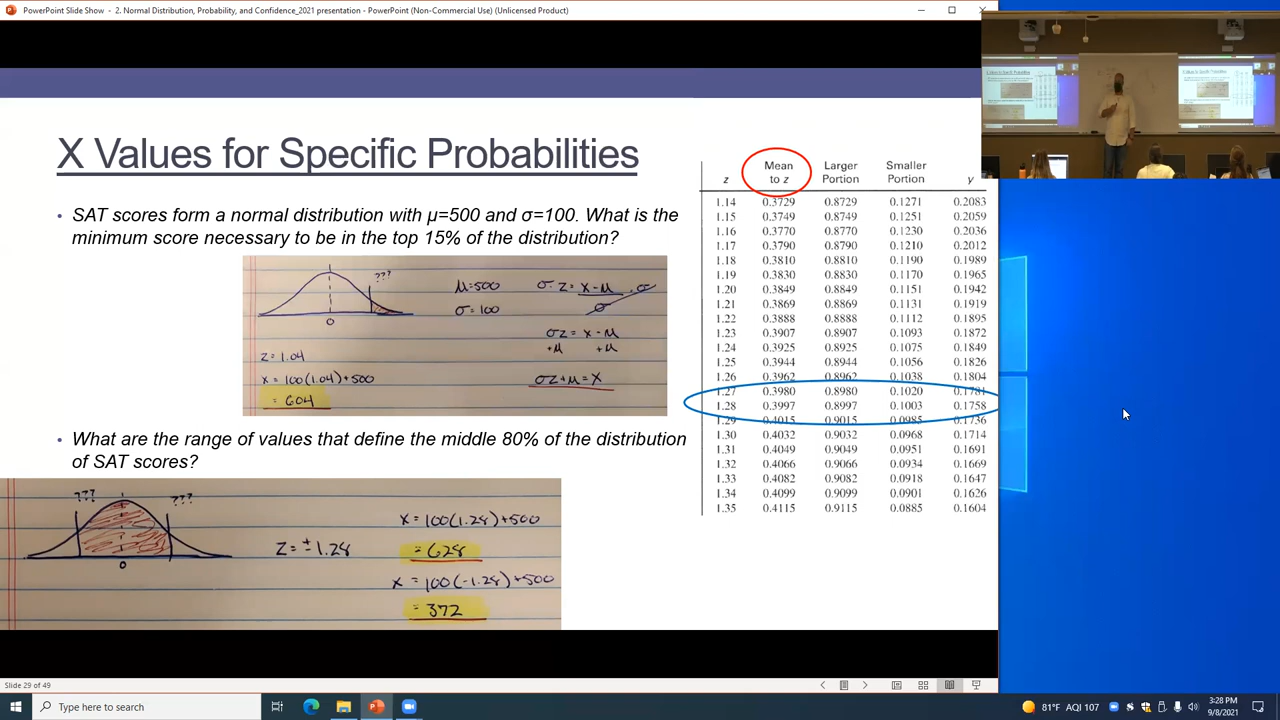 PowerPoint Slide Show - 2. Normal Distribution, Probability, and Confidence_2021 presentation - PowerPoint (Non-Commercial Use) (Unlicensed Product)
X Values for Specific Probabilities
• SAT scores form a normal distribution with μ=500 and σ=100. What is the
minimum score necessary to be in the top 15% of the distribution?
???
0
μ=500
σ=100
σ· z = x-μ ·σ
σ
σz = x-μ
+μ +μ
σz+μ = x
z=1.04
x=100(1.04)+500
=604
• What are the range of values that define the middle 80% of the distribution
of SAT scores?
??? ???
0
z=±1.28
x=100(1.28)+500
=628
x=100(-1.28)+500
=372
z Mean to z Larger Portion Smaller Portion y
1.14 0.3729 0.8729 0.1271 0.2083
1.15 0.3749 0.8749 0.1251 0.2059
1.16 0.3770 0.8770 0.1230 0.2036
1.17 0.3790 0.8790 0.1210 0.2012
1.18 0.3810 0.8810 0.1190 0.1989
1.19 0.3830 0.8830 0.1170 0.1965
1.20 0.3849 0.8849 0.1151 0.1942
1.21 0.3869 0.8869 0.1131 0.1919
1.22 0.3888 0.8888 0.1112 0.1895
1.23 0.3907 0.8907 0.1093 0.1872
1.24 0.3925 0.8925 0.1075 0.1849
1.25 0.3944 0.8944 0.1056 0.1826
1.26 0.3962 0.8962 0.1038 0.1804
1.27 0.3980 0.8980 0.1020 0.1781
1.28 0.3997 0.8997 0.1003 0.1758
1.29 0.4015 0.9015 0.0985 0.1736
1.30 0.4032 0.9032 0.0968 0.1714
1.31 0.4049 0.9049 0.0951 0.1691
1.32 0.4066 0.9066 0.0934 0.1669
1.33 0.4082 0.9082 0.0918 0.1647
1.34 0.4099 0.9099 0.0901 0.1626
1.35 0.4115 0.9115 0.0885 0.1604
Slide 29 of 49
Type here to search
81°F AQI 107
3:28 PM
9/8/2021